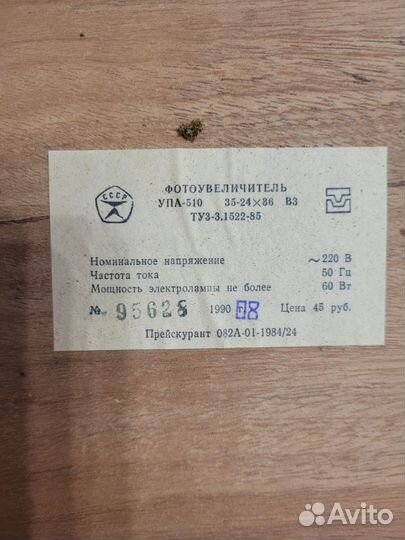 СССР
ФОТОУВЕЛИЧИТЕЛЬ
УПА-510 35-24×36 В3
ТУ3-3.1522-85
Номинальное напряжение ~220 В
Частота тока 50 Гц
Мощность электролампы не более 60 Вт
№ 95628 1990 г. 08 Цена 45 руб.
Прейскурант 082А-01-1984/24
Avito